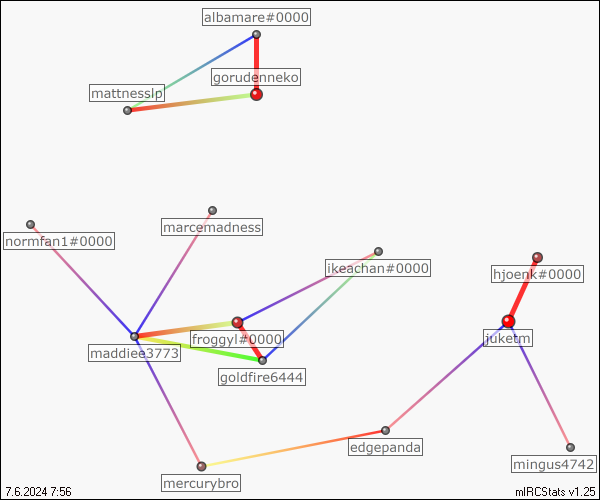 albamare#0000
gorudenneko
mattnesslp
marcemadness
normfan1#0000
ikeachan#0000
hjoenk#0000
froggyl#0000
juketm
maddiee3773
goldfire6444
edgepanda
mingus4742
mercurybro
7.6.2024 7:56
mIRCStats v1.25